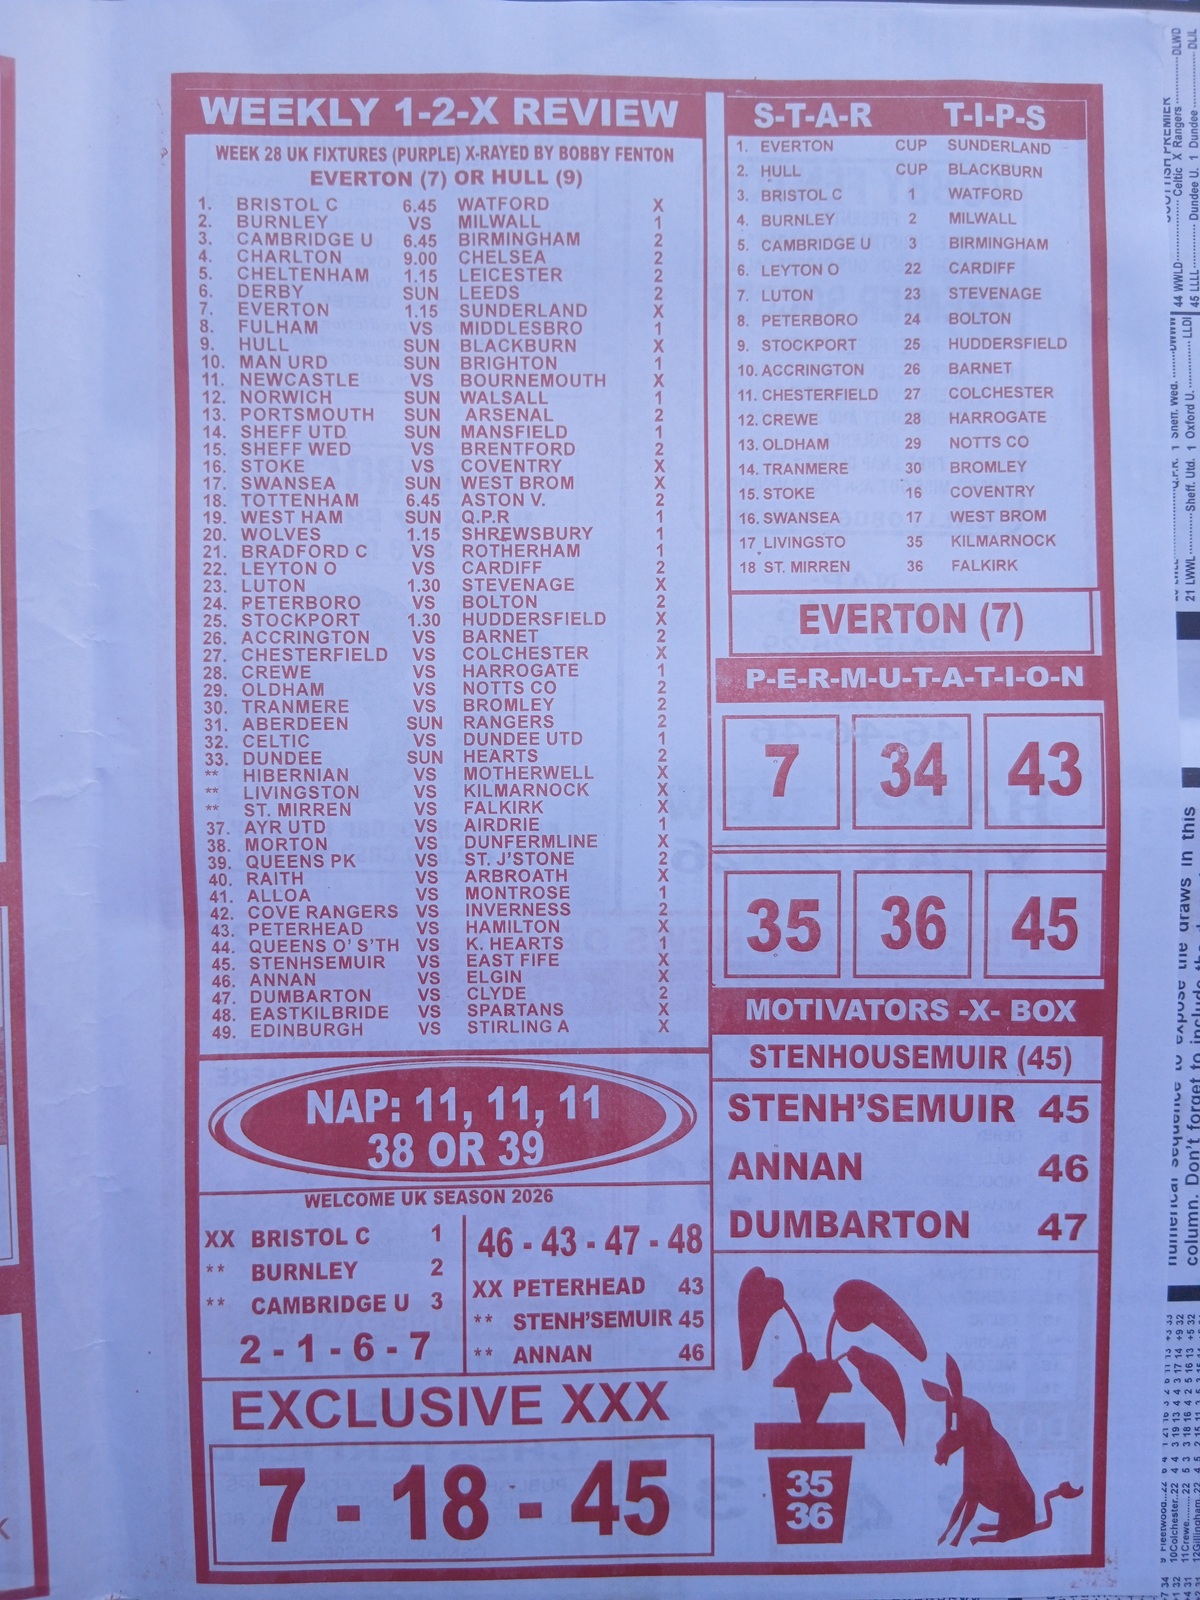 WEEKLY 1-2-X REVIEW
WEEK 28 UK FIXTURES (PURPLE) X-RAYED BY BOBBY FENTON
EVERTON (7) OR HULL (9)
1. BRISTOL C 6.45 WATFORD X
2. BURNLEY VS MILWALL 1
3. CAMBRIDGE U 6.45 BIRMINGHAM 2
4. CHARLTON 9.00 CHELSEA 2
5. CHELTENHAM 1.15 LEICESTER 2
6. DERBY SUN LEEDS 2
7. EVERTON 1.15 SUNDERLAND X
8. FULHAM VS MIDDLESBRO 1
9. HULL SUN BLACKBURN X
10. MAN URD SUN BRIGHTON 1
11. NEWCASTLE VS BOURNEMOUTH X
12. NORWICH SUN WALSALL 1
13. PORTSMOUTH SUN ARSENAL 2
14. SHEFF UTD SUN MANSFIELD 1
15. SHEFF WED VS BRENTFORD 2
16. STOKE VS COVENTRY X
17. SWANSEA SUN WEST BROM X
18. TOTTENHAM 6.45 ASTON V. 2
19. WEST HAM SUN Q.P.R 1
20. WOLVES 1.15 SHREWSBURY 1
21. BRADFORD C VS ROTHERHAM 1
22. LEYTON O VS CARDIFF 2
23. LUTON 1.30 STEVENAGE X
24. PETERBORO VS BOLTON 2
25. STOCKPORT 1.30 HUDDERSFIELD X
26. ACCRINGTON VS BARNET 2
27. CHESTERFIELD VS COLCHESTER X
28. CREWE VS HARROGATE 1
29. OLDHAM VS NOTTS CO 2
30. TRANMERE VS BROMLEY 2
31. ABERDEEN SUN RANGERS 2
32. CELTIC VS DUNDEE UTD 1
33. DUNDEE SUN HEARTS 2
** HIBERNIAN VS MOTHERWELL X
** LIVINGSTON VS KILMARNOCK X
** ST. MIRREN VS FALKIRK X
37. AYR UTD VS AIRDRIE 1
38. MORTON VS DUNFERMLINE X
39. QUEENS PK VS ST. J'STONE 2
40. RAITH VS ARBROATH X
41. ALLOA VS MONTROSE 1
42. COVE RANGERS VS INVERNESS 2
43. PETERHEAD VS HAMILTON X
44. QUEENS O' S'TH VS K. HEARTS 1
45. STENHSEMUIR VS EAST FIFE X
46. ANNAN VS ELGIN X
47. DUMBARTON VS CLYDE 2
48. EASTKILBRIDE VS SPARTANS X
49. EDINBURGH VS STIRLING A X
NAP: 11, 11, 11
38 OR 39
WELCOME UK SEASON 2026
XX BRISTOL C 1
** BURNLEY 2
** CAMBRIDGE U 3
2 - 1 - 6 - 7
46 - 43 - 47 - 48
XX PETERHEAD 43
** STENH'SEMUIR 45
** ANNAN 46
EXCLUSIVE XXX
7 - 18 - 45
S-T-A-R T-I-P-S
1. EVERTON CUP SUNDERLAND
2. HULL CUP BLACKBURN
3. BRISTOL C 1 WATFORD
4. BURNLEY 2 MILWALL
5. CAMBRIDGE U 3 BIRMINGHAM
6. LEYTON O 22 CARDIFF
7. LUTON 23 STEVENAGE
8. PETERBORO 24 BOLTON
9. STOCKPORT 25 HUDDERSFIELD
10. ACCRINGTON 26 BARNET
11. CHESTERFIELD 27 COLCHESTER
12. CREWE 28 HARROGATE
13. OLDHAM 29 NOTTS CO
14. TRANMERE 30 BROMLEY
15. STOKE 16 COVENTRY
16. SWANSEA 17 WEST BROM
17. LIVINGSTO 35 KILMARNOCK
18 ST. MIRREN 36 FALKIRK
EVERTON (7)
P-E-R-M-U-T-A-T-I-O-N
7 34 43
35 36 45
MOTIVATORS -X- BOX
STENHOUSEMUIR (45)
STENH'SEMUIR 45
ANNAN 46
DUMBARTON 47
35
36
numerical sequence to expose the draws in this
column. Don't forget to include the